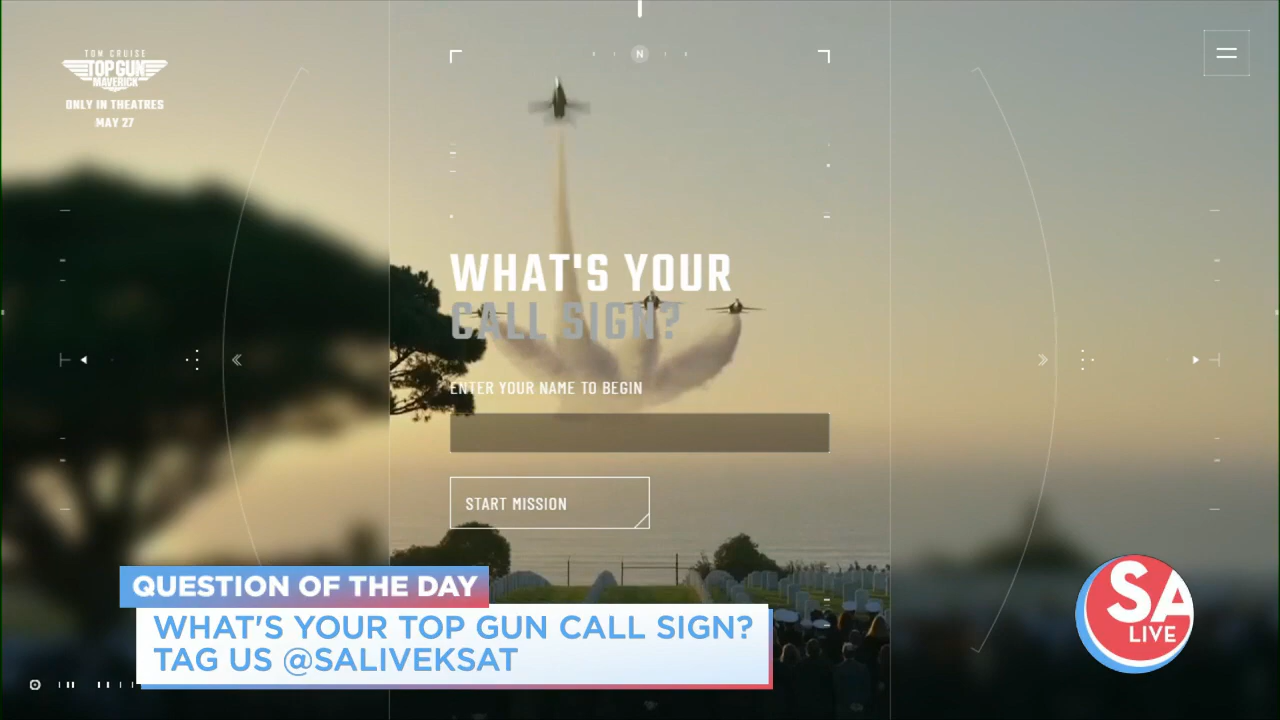 TOM CRUISE
TOP GUN
MAVERICK
ONLY IN THEATRES
MAY 27
N
WHAT'S YOUR
CALL SIGN?
ENTER YOUR NAME TO BEGIN
START MISSION
QUESTION OF THE DAY
WHAT'S YOUR TOP GUN CALL SIGN?
TAG US @SALIVEKSAT
SA
LIVE